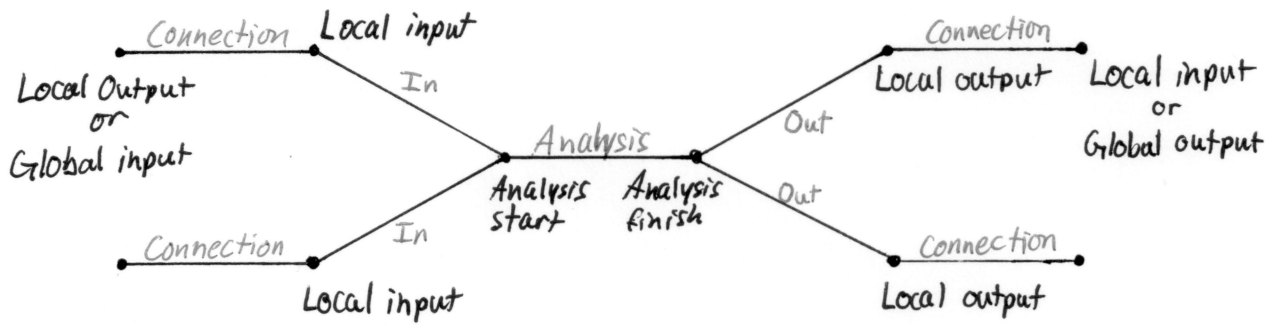 Connection
Local input
Connection
Local Output
or
Global input
In
Analysis
Out
Local output
Local input
or
Global output
Analysis
start
Analysis
finish
Out
In
Connection
Connection
Local input
Local output